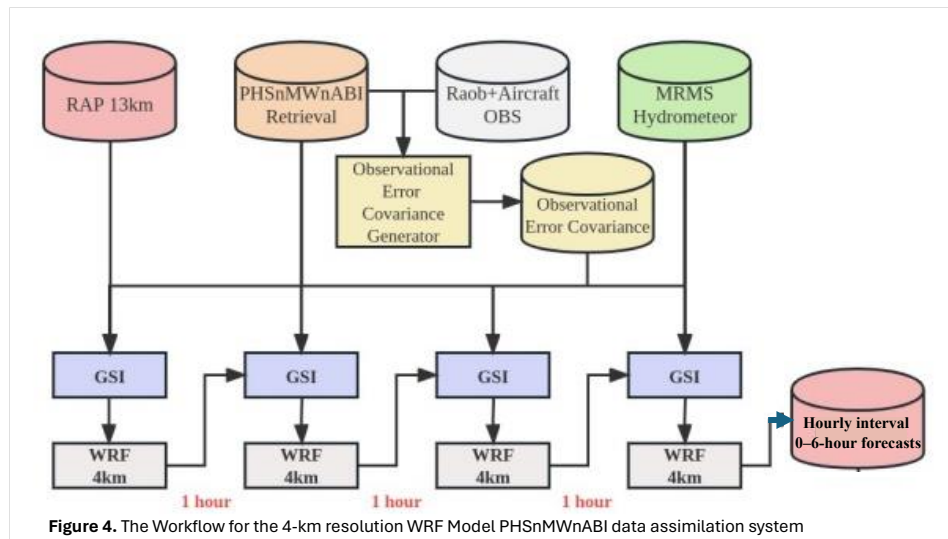 RAP 13km
PHSnMWnABI
Retrieval
Raob+Aircraft
OBS
MRMS
Hydrometeor
Observational
Error
Covariance
Generator
Observational
Error Covariance
GSI
GSI
GSI
GSI
WRF
4km
WRF
4km
WRF
4km
WRF
4km
Hourly interval
0–6-hour forecasts
1 hour
1 hour
1 hour
Figure 4. The Workflow for the 4-km resolution WRF Model PHSnMWnABI data assimilation system